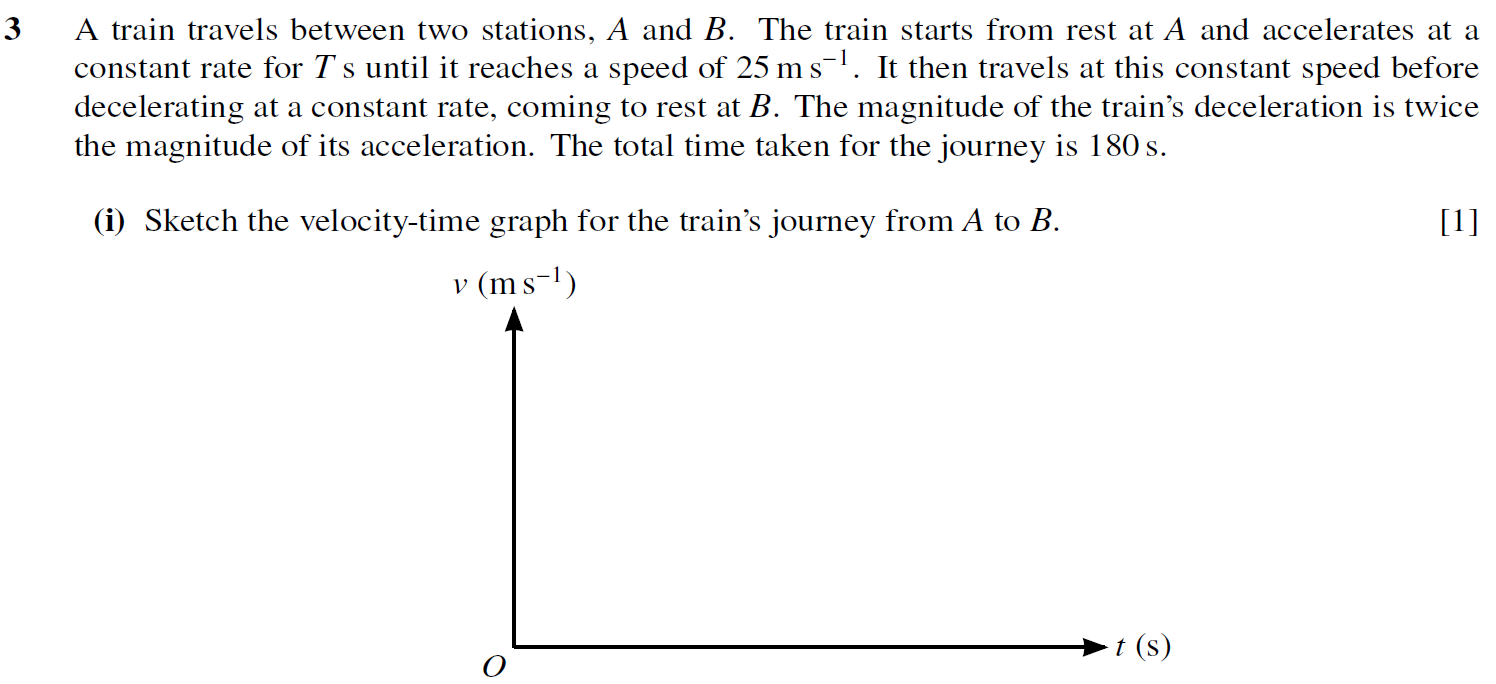 3 A train travels between two stations, A and B. The train starts from rest at A and accelerates at a
constant rate for T s until it reaches a speed of 25 m s⁻¹. It then travels at this constant speed before
decelerating at a constant rate, coming to rest at B. The magnitude of the train’s deceleration is twice
the magnitude of its acceleration. The total time taken for the journey is 180 s.
(i) Sketch the velocity-time graph for the train’s journey from A to B. [1]
v (m s⁻¹)
t (s)
O